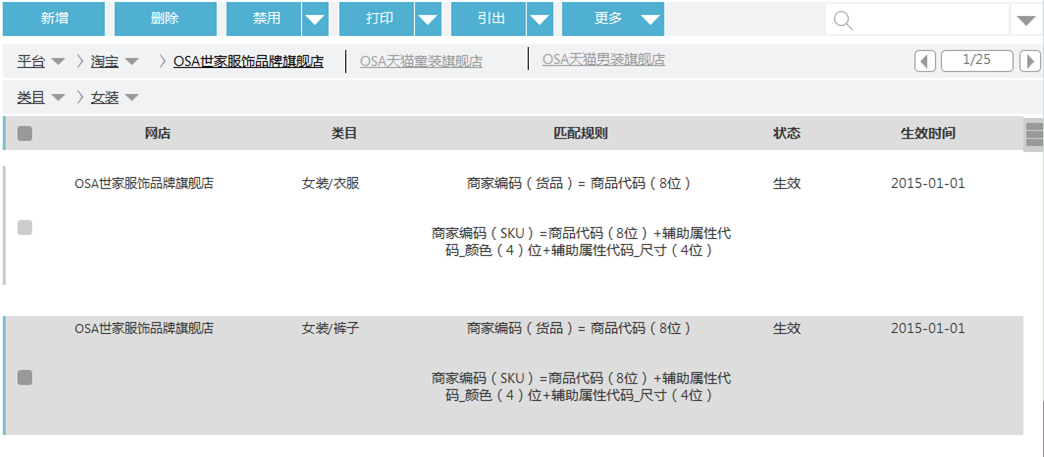 新增 删除 禁用 打印 引出 更多
平台 淘宝 OSA世家服饰品牌旗舰店 OSA天猫童装旗舰店 OSA天猫男装旗舰店 1/25
类目 女装
网店 类目 匹配规则 状态 生效时间
OSA世家服饰品牌旗舰店 女装/衣服 商家编码（货品）= 商品代码（8位） 生效 2015-01-01
商家编码（SKU）=商品代码（8位）+辅助属性代
码_颜色（4）位+辅助属性代码_尺寸（4位）
OSA世家服饰品牌旗舰店 女装/裤子 商家编码（货品）= 商品代码（8位） 生效 2015-01-01
商家编码（SKU）=商品代码（8位）+辅助属性代
码_颜色（4）位+辅助属性代码_尺寸（4位）